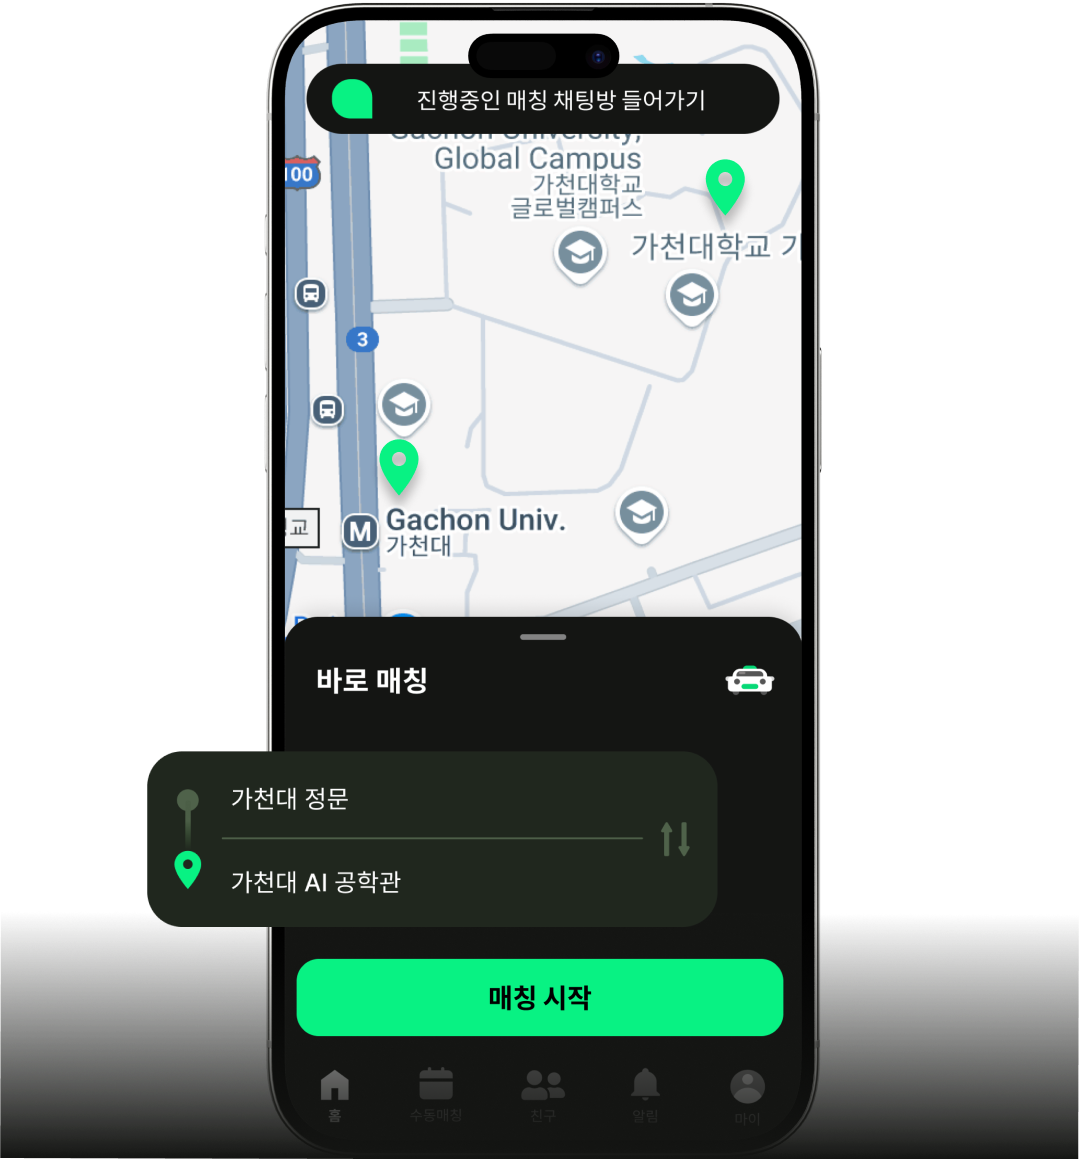 진행중인 매칭 채팅방 들어가기
Gachon University,
Global Campus
가천대학교
글로벌캠퍼스
100
가천대학교 기
3
교
M
Gachon Univ.
가천대
바로 매칭
가천대 정문
가천대 AI 공학관
매칭 시작
홈
수동매칭
친구
알림
마이